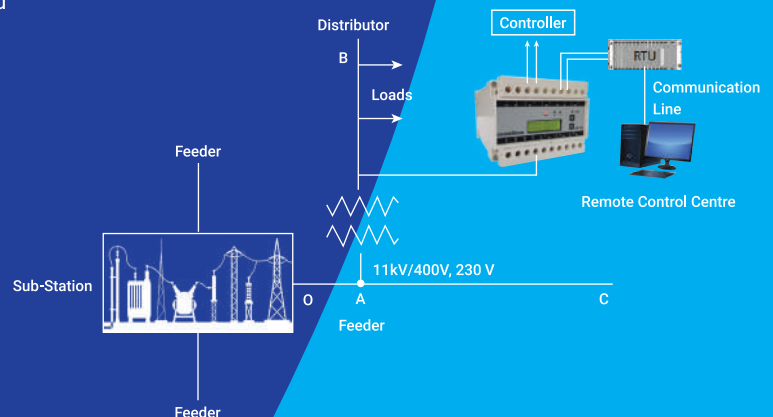 Distributor
Controller
B
RTU
Loads
Communication
Line
Feeder
Remote Control Centre
11kV/400V, 230 V
Sub-Station
O
A
C
Feeder
Feeder